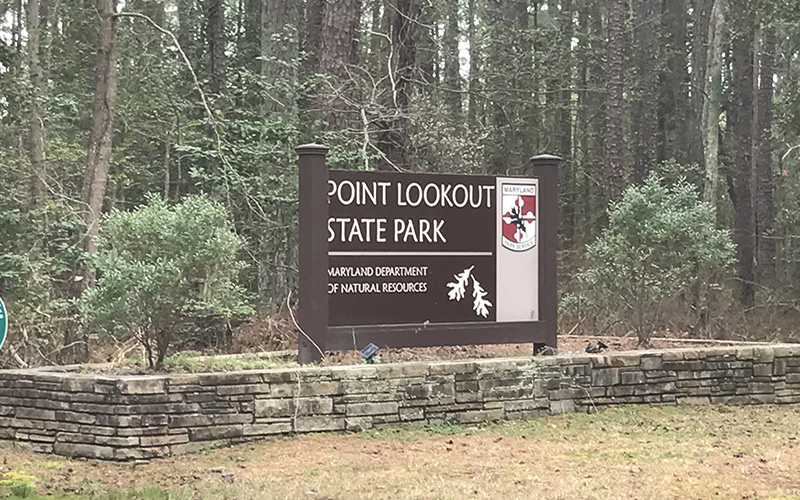 POINT LOOKOUT
STATE PARK
MARYLAND DEPARTMENT
OF NATURAL RESOURCES
MARYLAND
PARK SERVICE